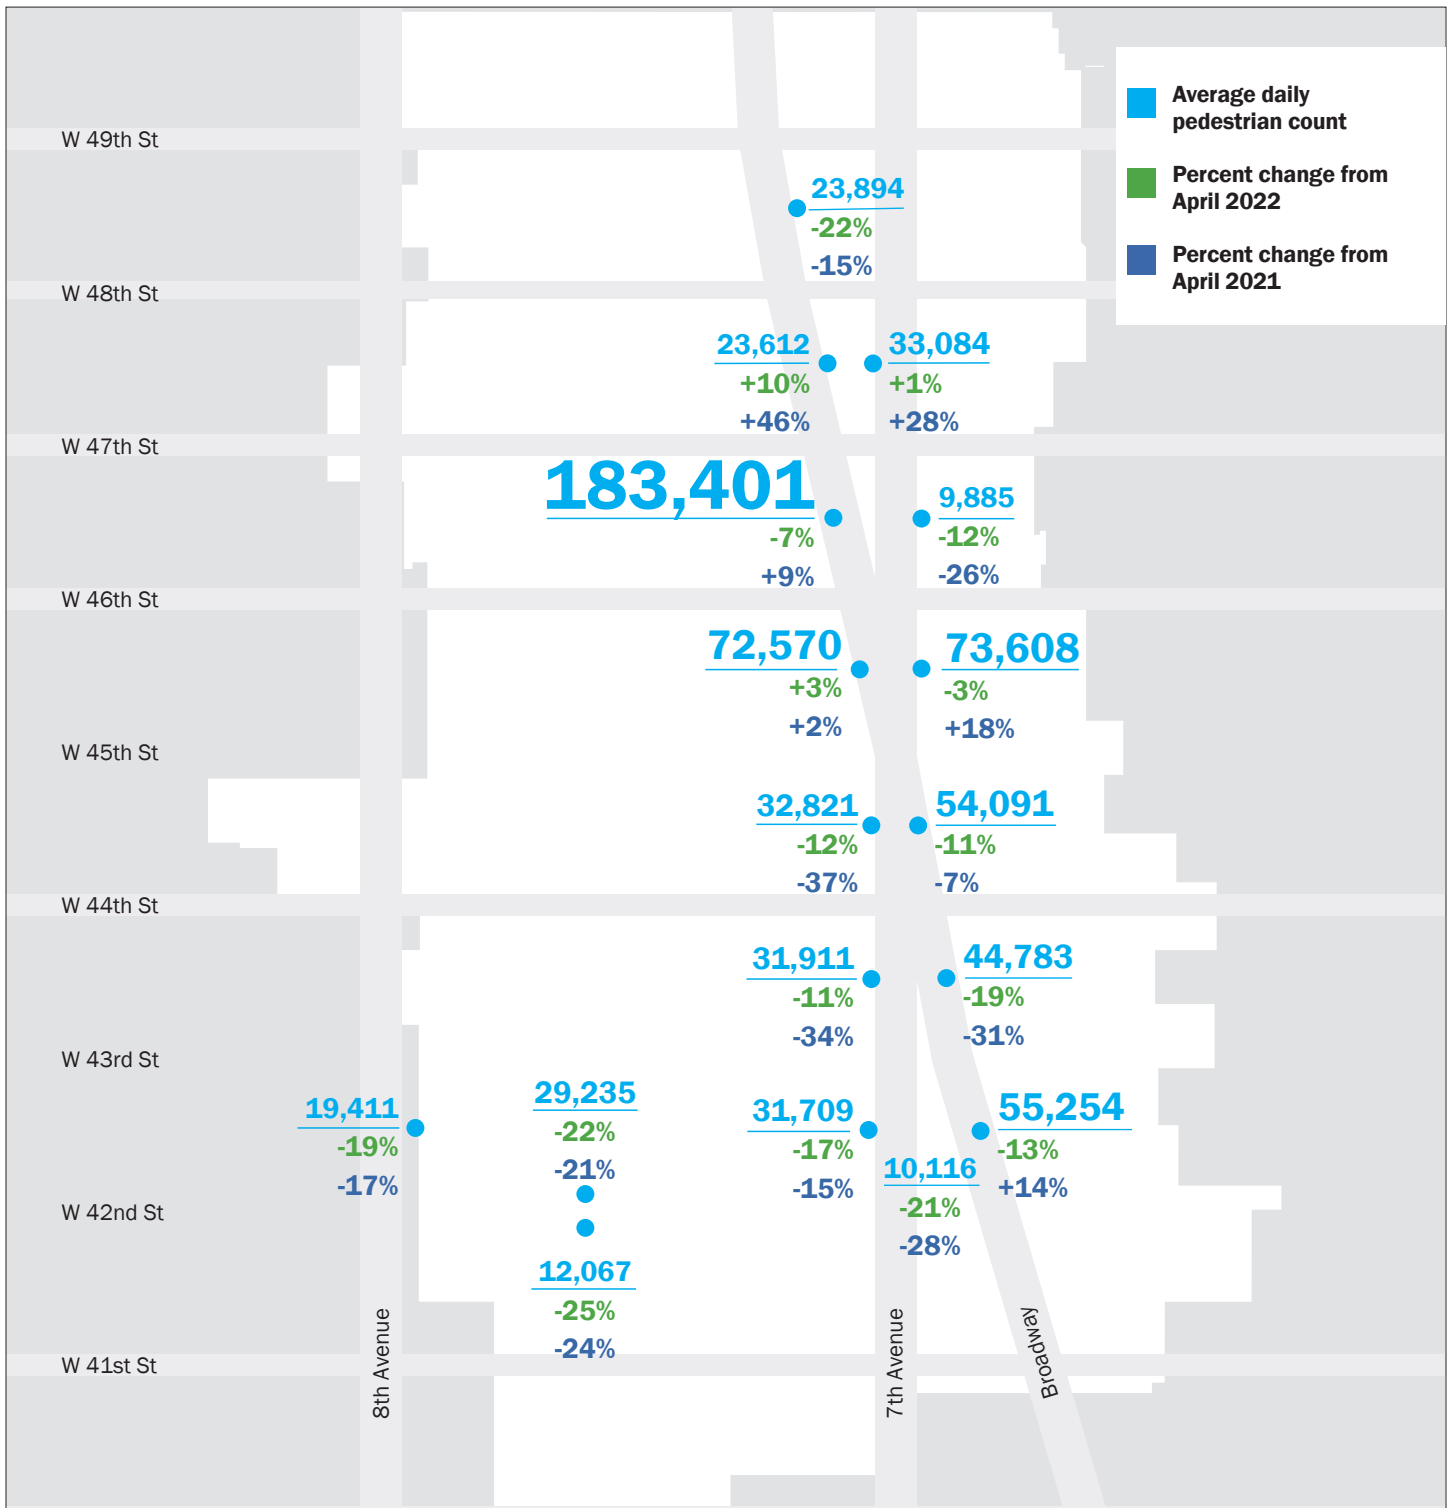 Average daily
pedestrian count
Percent change from
April 2022
Percent change from
April 2021
W 49th St
23,894
-22%
-15%
W 48th St
23,612
+10%
+46%
33,084
+1%
+28%
W 47th St
183,401
-7%
+9%
9,885
-12%
-26%
W 46th St
72,570
+3%
+2%
73,608
-3%
+18%
W 45th St
32,821
-12%
-37%
54,091
-11%
-7%
W 44th St
31,911
-11%
-34%
44,783
-19%
-31%
W 43rd St
19,411
-19%
-17%
29,235
-22%
-21%
31,709
-17%
-15%
10,116
-21%
-28%
55,254
-13%
+14%
W 42nd St
12,067
-25%
-24%
W 41st St
8th Avenue
7th Avenue
Broadway